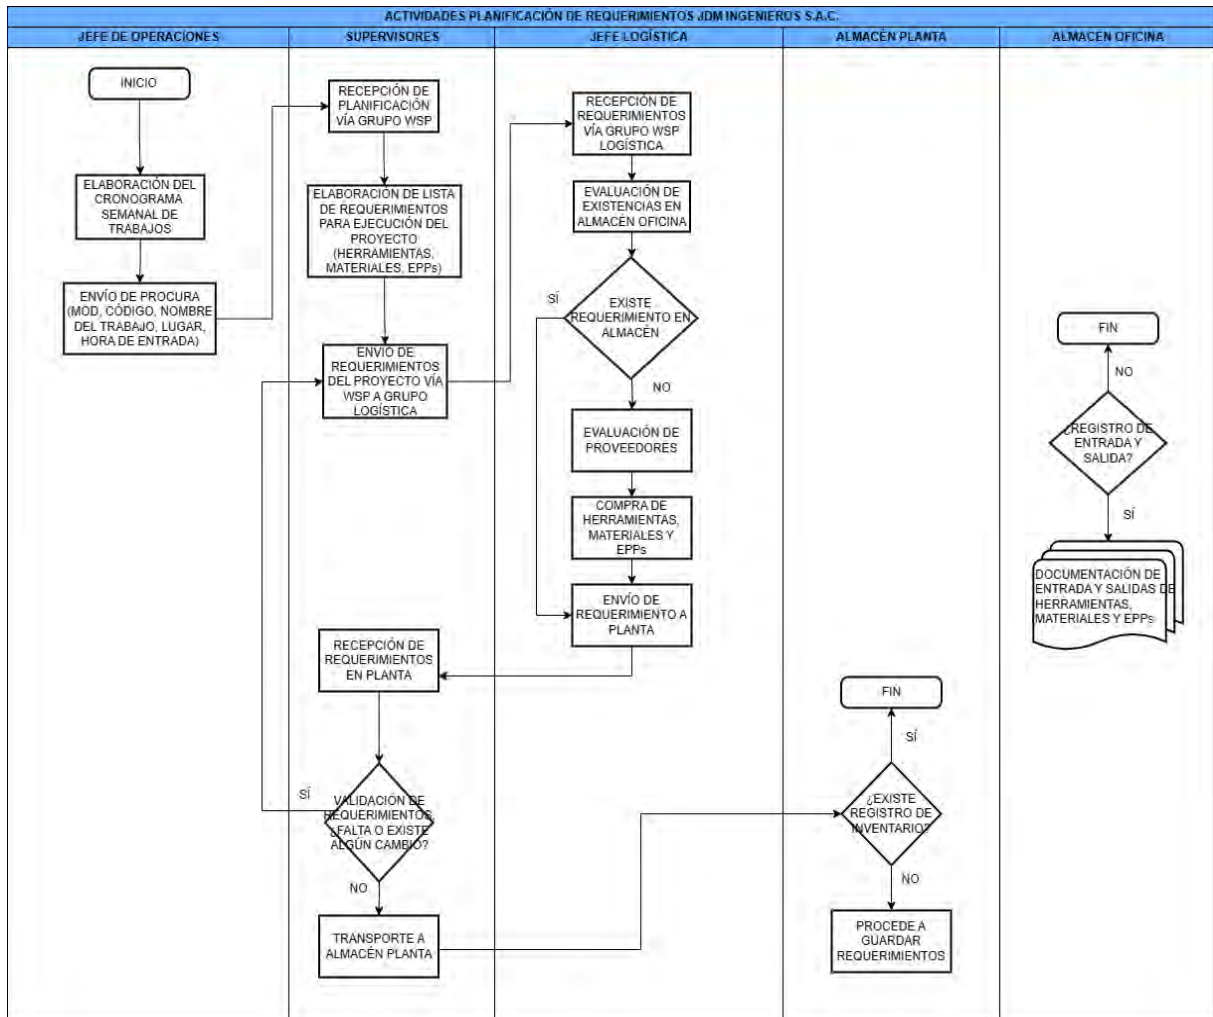 ACTIVIDADES PLANIFICACIÓN DE REQUERIMIENTOS JDM INGENIEROS S.A.C.
JEFE DE OPERACIONES
SUPERVISORES
JEFE LOGÍSTICA
ALMACÉN PLANTA
ALMACEN OFICINA
INICIO
ELABORACIÓN DEL
CRONOGRAMA
SEMANAL DE
TRABAJOS
ENVÍO DE PROCURA
(MOD, CÓDIGO, NOMBRE
DEL TRABAJO, LUGAR,
HORA DE ENTRADA)
RECEPCIÓN DE
PLANIFICACIÓN
VÍA GRUPO WSP
ELABORACIÓN DE LISTA
DE REQUERIMIENTOS
PARA EJECUCIÓN DEL
PROYECTO
(HERRAMIENTAS,
MATERIALES, EPPs)
ENVÍO DE
REQUERIMIENTOS
DEL PROYECTO VÍA
WSP A GRUPO
LOGÍSTICA
RECEPCIÓN DE
REQUERIMIENTOS
EN PLANTA
SÍ
VALIDACIÓN DE
REQUERIMIENTOS,
¿FALTA O EXISTE
ALGÚN CAMBIO?
NO
TRANSPORTE A
ALMACÉN PLANTA
RECEPCIÓN DE
REQUERIMIENTOS
VÍA GRUPO WSP
LOGÍSTICA
EVALUACIÓN DE
EXISTENCIAS EN
ALMACÉN OFICINA
SÍ
EXISTE
REQUERIMIENTO EN
ALMACÉN
NO
EVALUACIÓN DE
PROVEEDORES
COMPRA DE
HERRAMIENTAS,
MATERIALES Y
EPPs
ENVÍO DE
REQUERIMIENTO A
PLANTA
FIN
SÍ
¿EXISTE
REGISTRO DE
INVENTARIO?
NO
PROCEDE A
GUARDAR
REQUERIMIENTOS
FIN
NO
¿REGISTRO DE
ENTRADA Y
SALIDA?
SÍ
DOCUMENTACIÓN DE
ENTRADA Y SALIDAS DE
HERRAMIENTAS,
MATERIALES Y EPPs